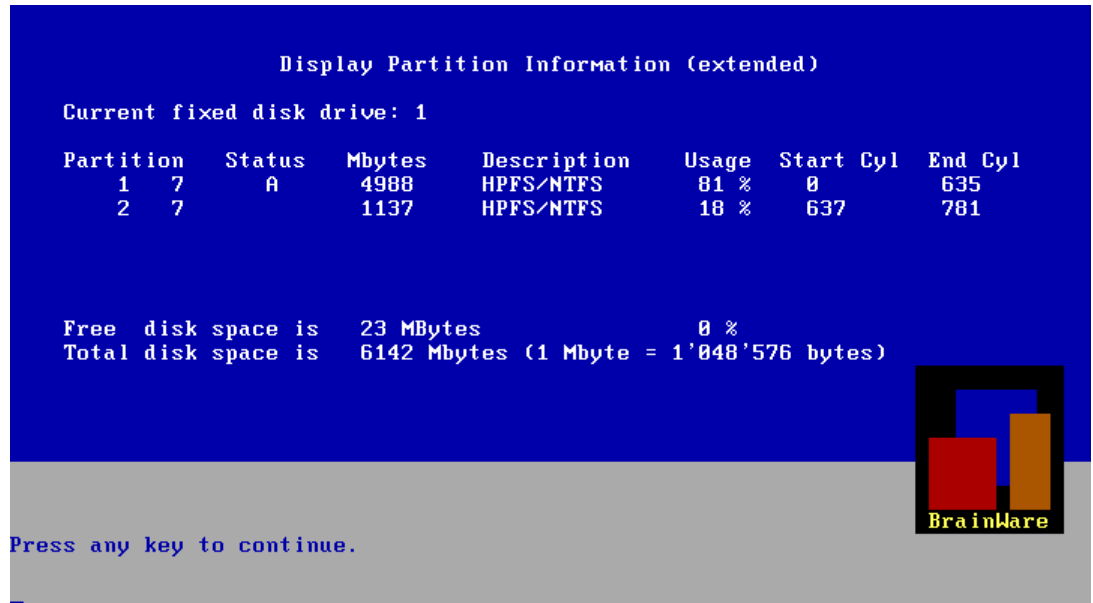 Display Partition Information (extended)
Current fixed disk drive: 1
Partition Status Mbytes Description Usage Start Cyl End Cyl
1 7 A 4988 HPFS/NTFS 81 % 0 635
2 7 1137 HPFS/NTFS 18 % 637 781
Free disk space is 23 MBytes 0 %
Total disk space is 6142 Mbytes (1 Mbyte = 1'048'576 bytes)
BrainWare
Press any key to continue.